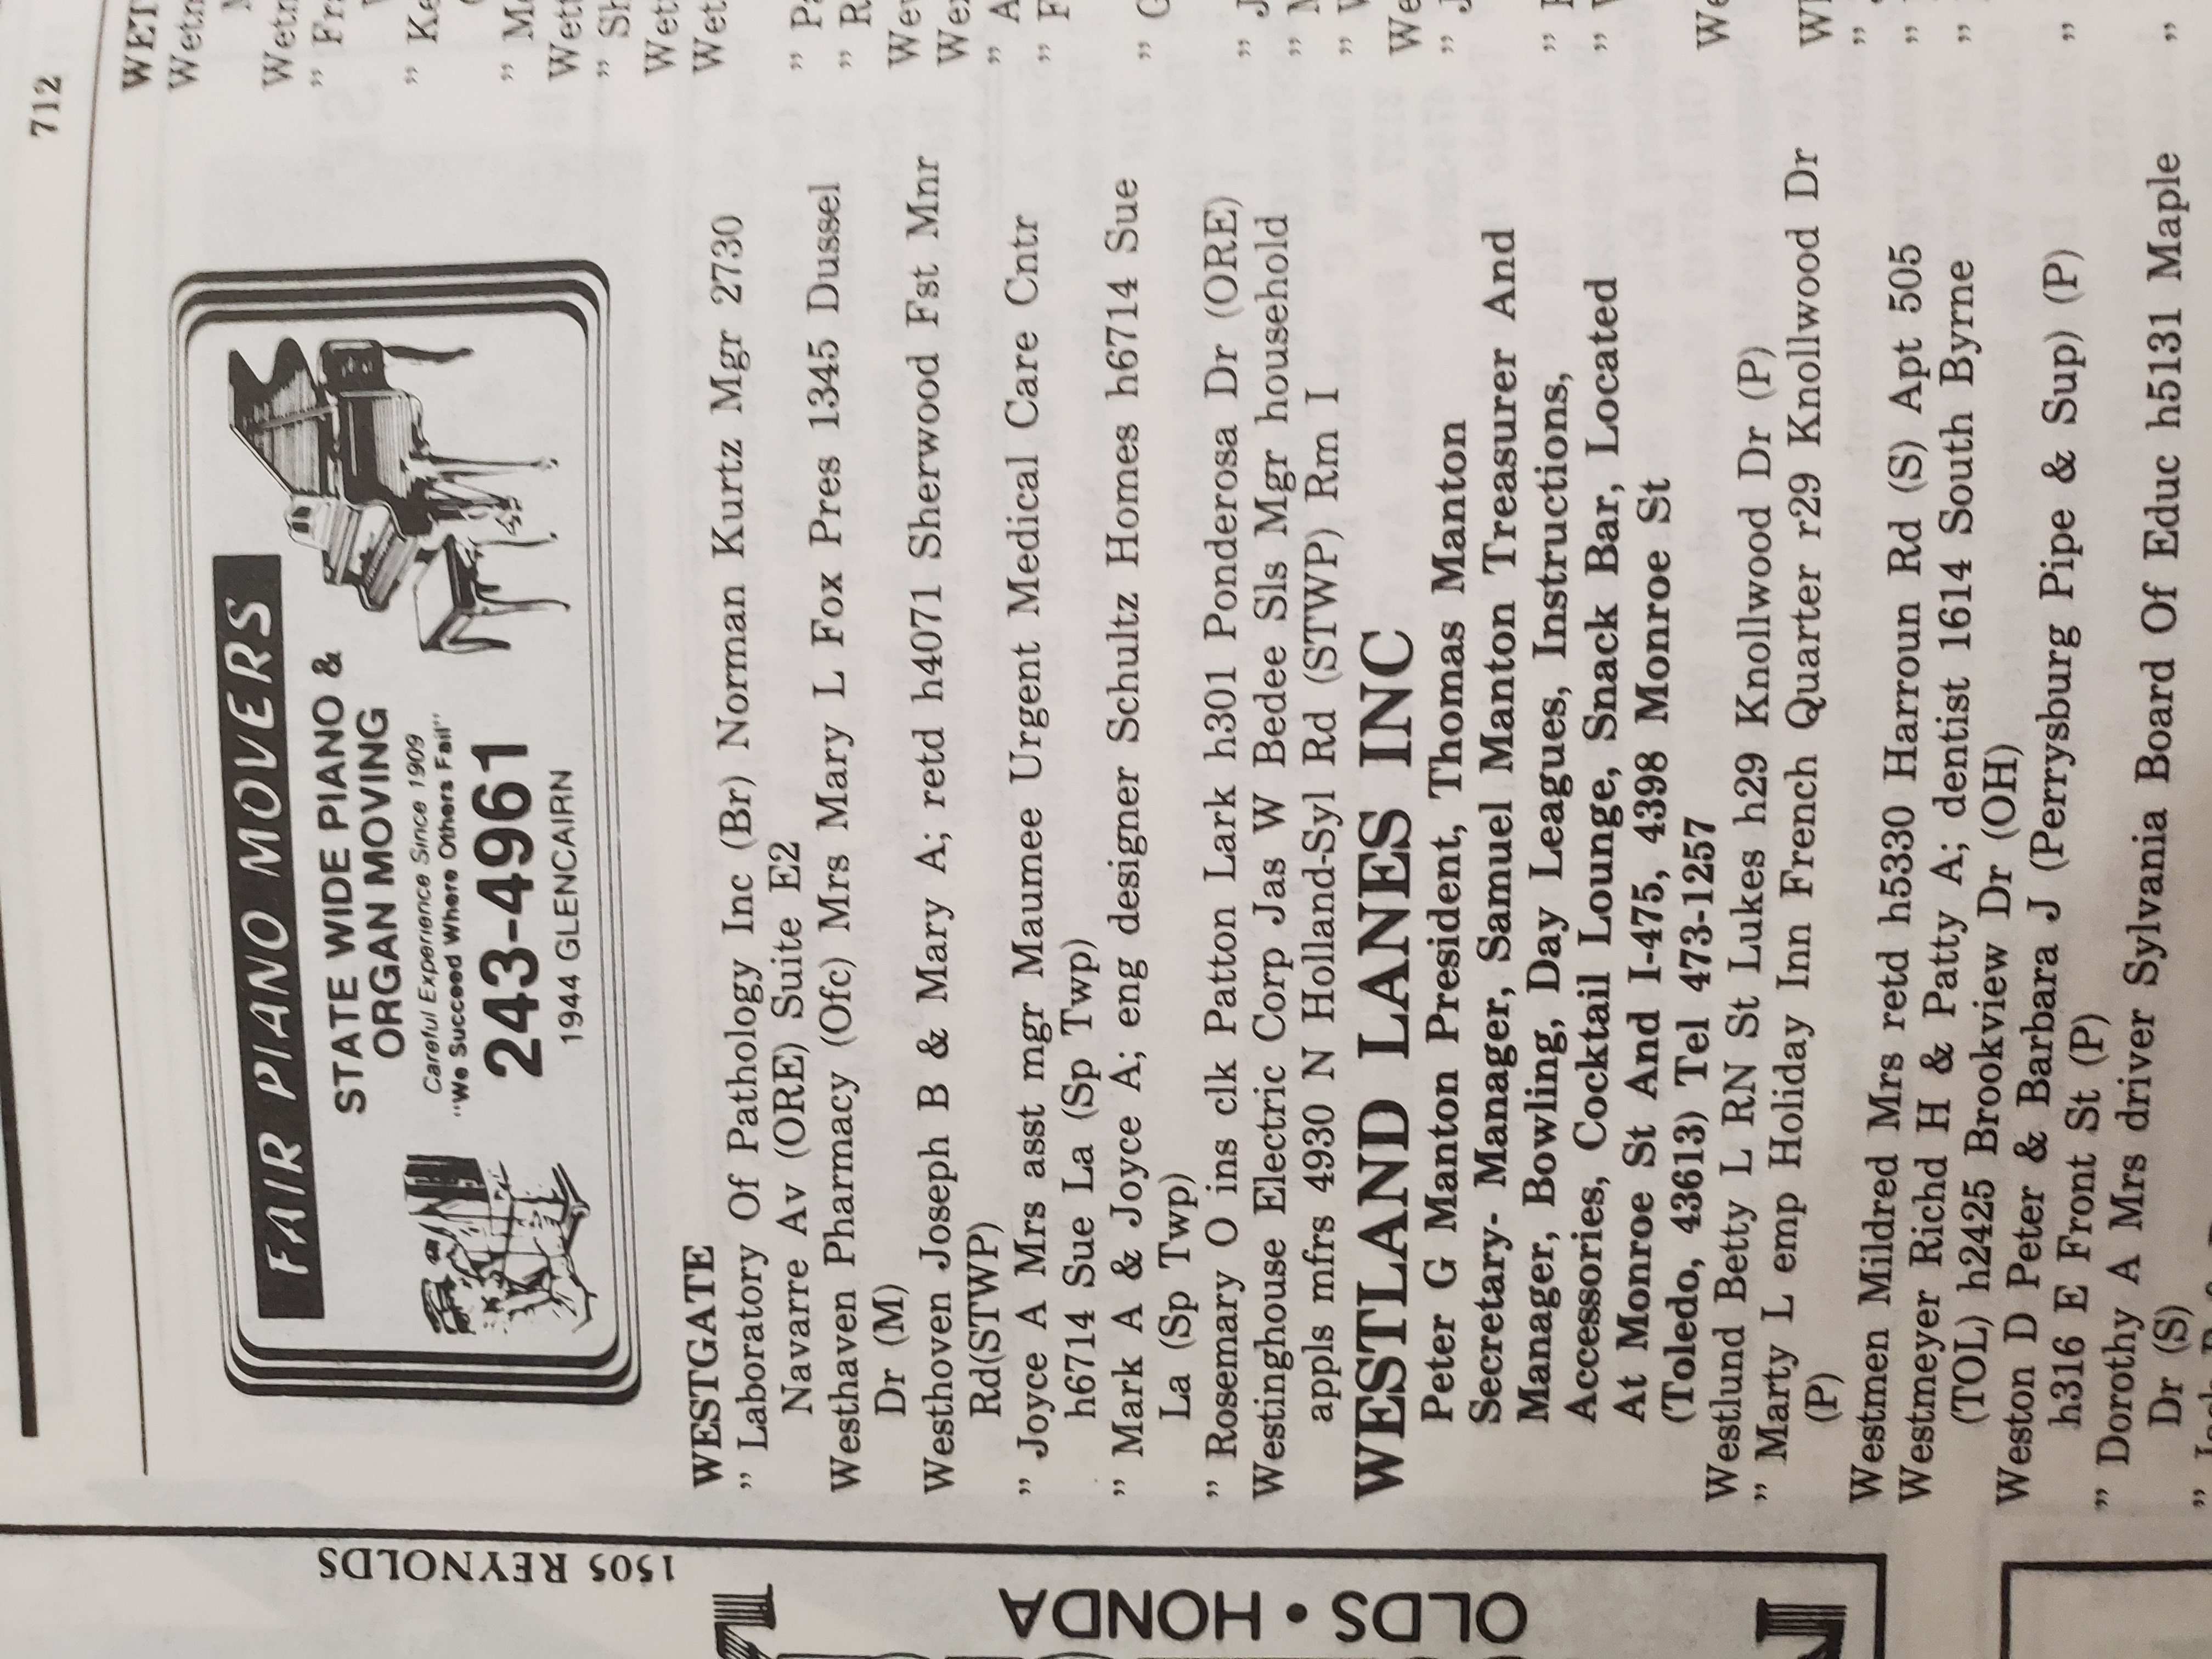 712
FAIR PIANO MOVERS
STATE WIDE PIANO &
ORGAN MOVING
Careful Experience Since 1909
"We Succeed Where Others Fail"
243-4961
1944 GLENCAIRN
WESTGATE
" Laboratory Of Pathology Inc (Br) Norman Kurtz Mgr 2730
Navarre Av (ORE) Suite E2
Westhaven Pharmacy (Ofc) Mrs Mary L Fox Pres 1345 Dussel
Dr (M)
Westhoven Joseph B & Mary A; retd h4071 Sherwood Fst Mnr
Rd(STWP)
" Joyce A Mrs asst mgr Maumee Urgent Medical Care Cntr
h6714 Sue La (Sp Twp)
" Mark A & Joyce A; eng designer Schultz Homes h6714 Sue
La (Sp Twp)
" Rosemary O ins clk Patton Lark h301 Ponderosa Dr (ORE)
Westinghouse Electric Corp Jas W Bedee Sls Mgr household
appls mfrs 4930 N Holland-Syl Rd (STWP) Rm I
WESTLAND LANES INC
Peter G Manton President, Thomas Manton
Secretary- Manager, Samuel Manton Treasurer And
Manager, Bowling, Day Leagues, Instructions,
Accessories, Cocktail Lounge, Snack Bar, Located
At Monroe St And I-475, 4398 Monroe St
(Toledo, 43613) Tel 473-1257
Westlund Betty L RN St Lukes h29 Knollwood Dr (P)
" Marty L emp Holiday Inn French Quarter r29 Knollwood Dr
(P)
Westmen Mildred Mrs retd h5330 Harroun Rd (S) Apt 505
Westmeyer Richd H & Patty A; dentist 1614 South Byrne
(TOL) h2425 Brookview Dr (OH)
Weston D Peter & Barbara J (Perrysburg Pipe & Sup) (P)
h316 E Front St (P)
" Dorothy A Mrs driver Sylvania Board Of Educ h5131 Maple
Dr (S)
1505 REYNOLDS
OLDS • HONDA